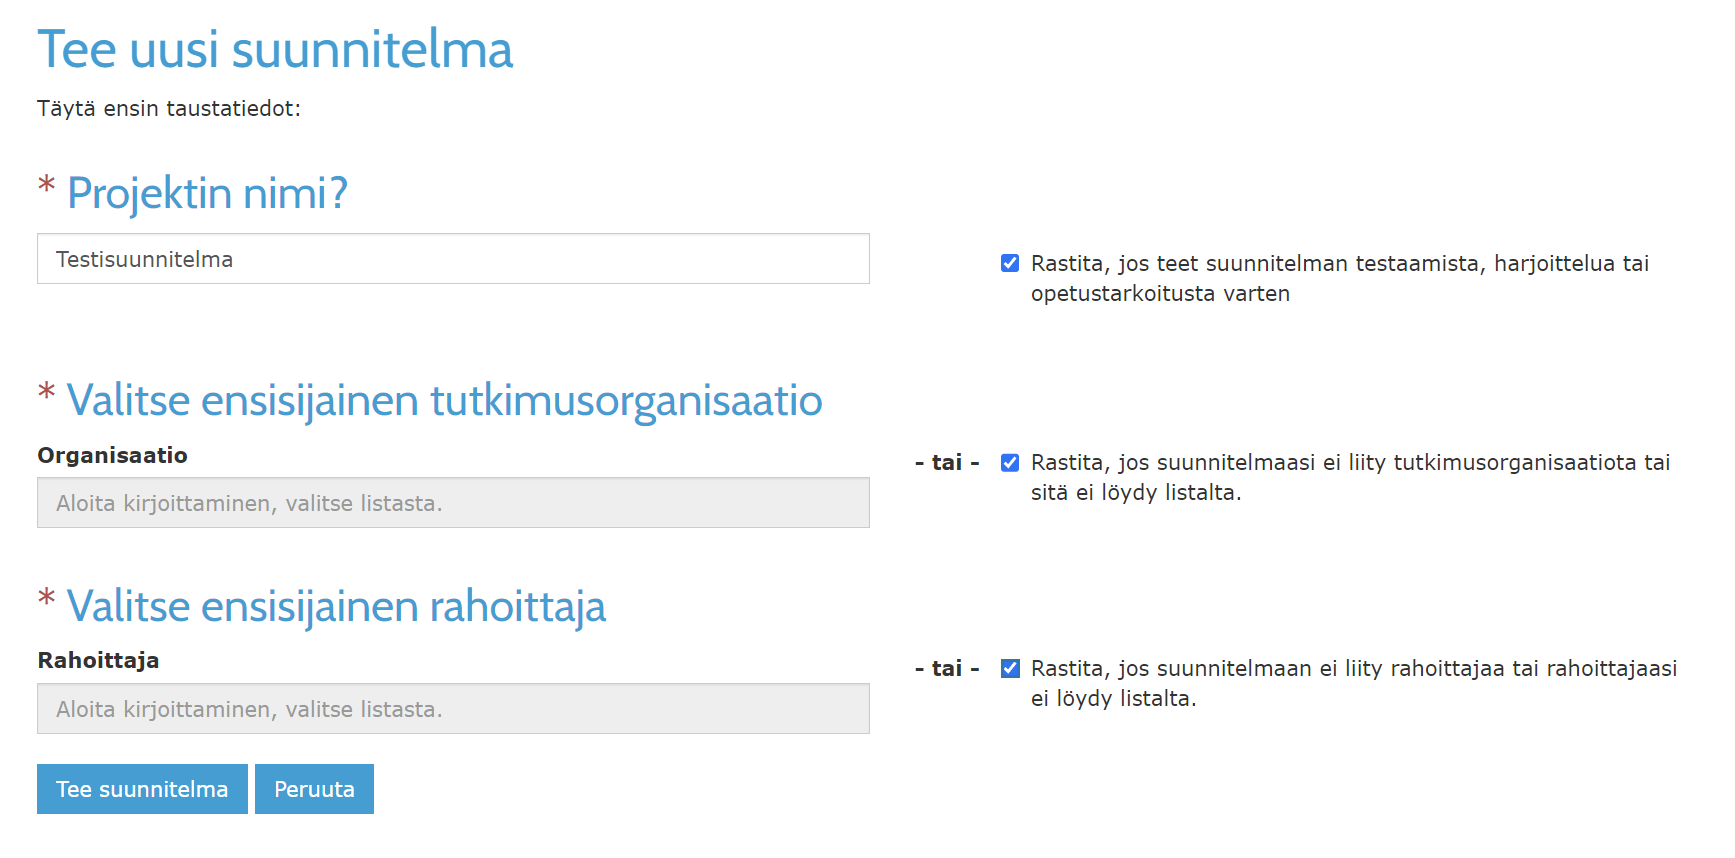 Tee uusi suunnitelma
Täytä ensin taustatiedot:
* Projektin nimi?
Testisuunnitelma
Rastita, jos teet suunnitelman testaamista, harjoittelua tai
opetustarkoitusta varten
* Valitse ensisijainen tutkimusorganisaatio
Organisaatio
Aloita kirjoittaminen, valitse listasta.
- tai -
Rastita, jos suunnitelmaasi ei liity tutkimusorganisaatiota tai
sitä ei löydy listalta.
* Valitse ensisijainen rahoittaja
Rahoittaja
Aloita kirjoittaminen, valitse listasta.
- tai -
Rastita, jos suunnitelmaan ei liity rahoittajaa tai rahoittajaasi
ei löydy listalta.
Tee suunnitelma
Peruuta